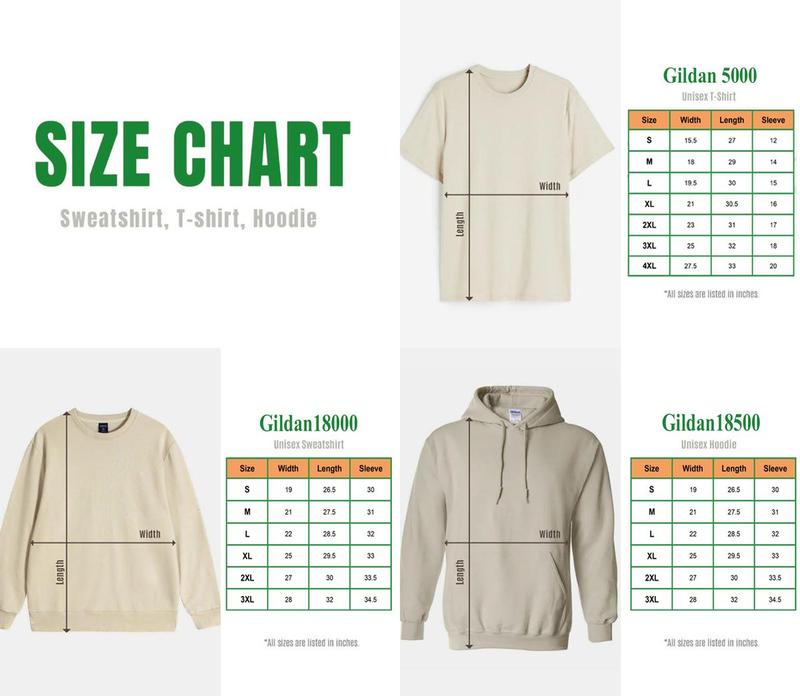 SIZE CHART
Sweatshirt, T-shirt, Hoodie
Gildan 5000
Unisex T-Shirt
Size Width Length Sleeve
S 15.5 27 12
M 18 29 14
L 19.5 30 15
XL 21 30.5 16
2XL 23 31 17
3XL 25 32 18
4XL 27.5 33 20
*All sizes are listed in inches.
Width
Length
Gildan18000
Unisex Sweatshirt
Size Width Length Sleeve
S 19 26.5 30
M 21 27.5 31
L 22 28.5 32
XL 25 29.5 33
2XL 27 30 33.5
3XL 28 32 34.5
*All sizes are listed in inches.
Width
Length
Gildan18500
Unisex Hoodie
Size Width Length Sleeve
S 19 26.5 30
M 21 27.5 31
L 22 28.5 32
XL 25 29.5 33
2XL 27 30 33.5
3XL 28 32 34.5
*All sizes are listed in inches.
Width
Length